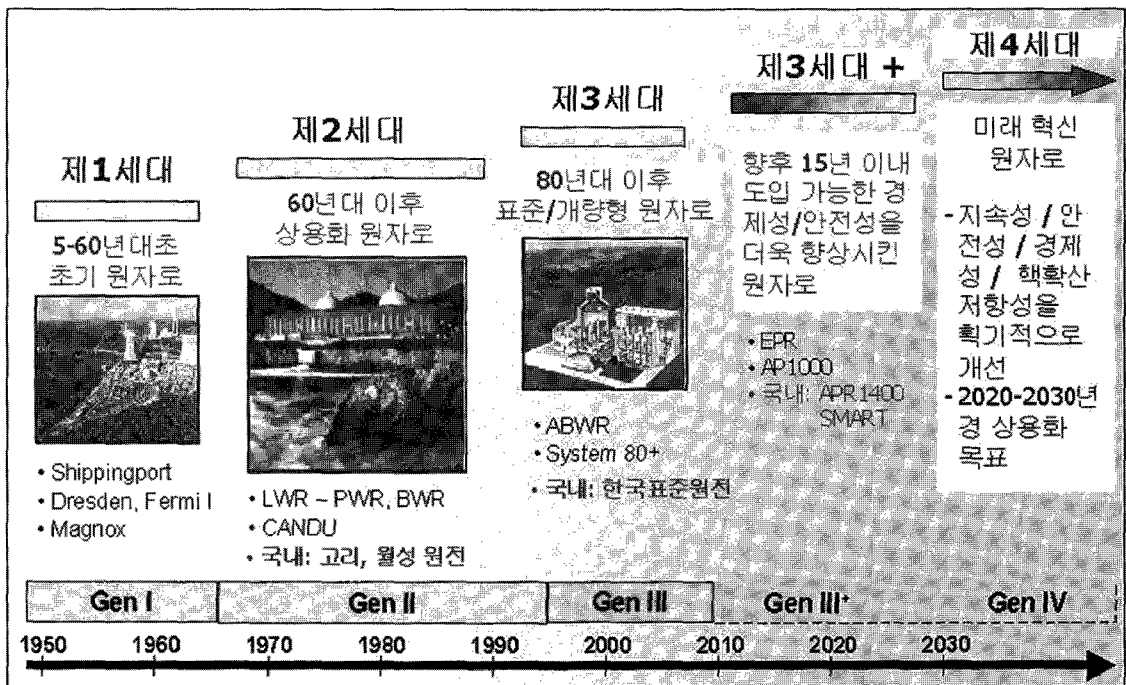 제1세대
5-60년대초
초기 원자로
• Shippingport
• Dresden, Fermi I
• Magnox
제2세대
60년대 이후
상용화 원자로
• LWR – PWR, BWR
• CANDU
• 국내: 고리, 월성 원전
제3세대
80년대 이후
표준/개량형 원자로
• ABWR
• System 80+
• 국내: 한국표준원전
제3세대 +
향후 15년 이내
도입 가능한 경
제성/안전성을
더욱 향상시킨
원자로
• EPR
• AP1000
• 국내: APR1400
SMART
제4세대
미래 혁신
원자로
- 지속성 / 안
전성 / 경제
성 / 핵확산
저항성을
획기적으로
개선
- 2020-2030년
경 상용화
목표
Gen I
Gen II
Gen III
Gen III+
Gen IV
1950
1960
1970
1980
1990
2000
2010
2020
2030